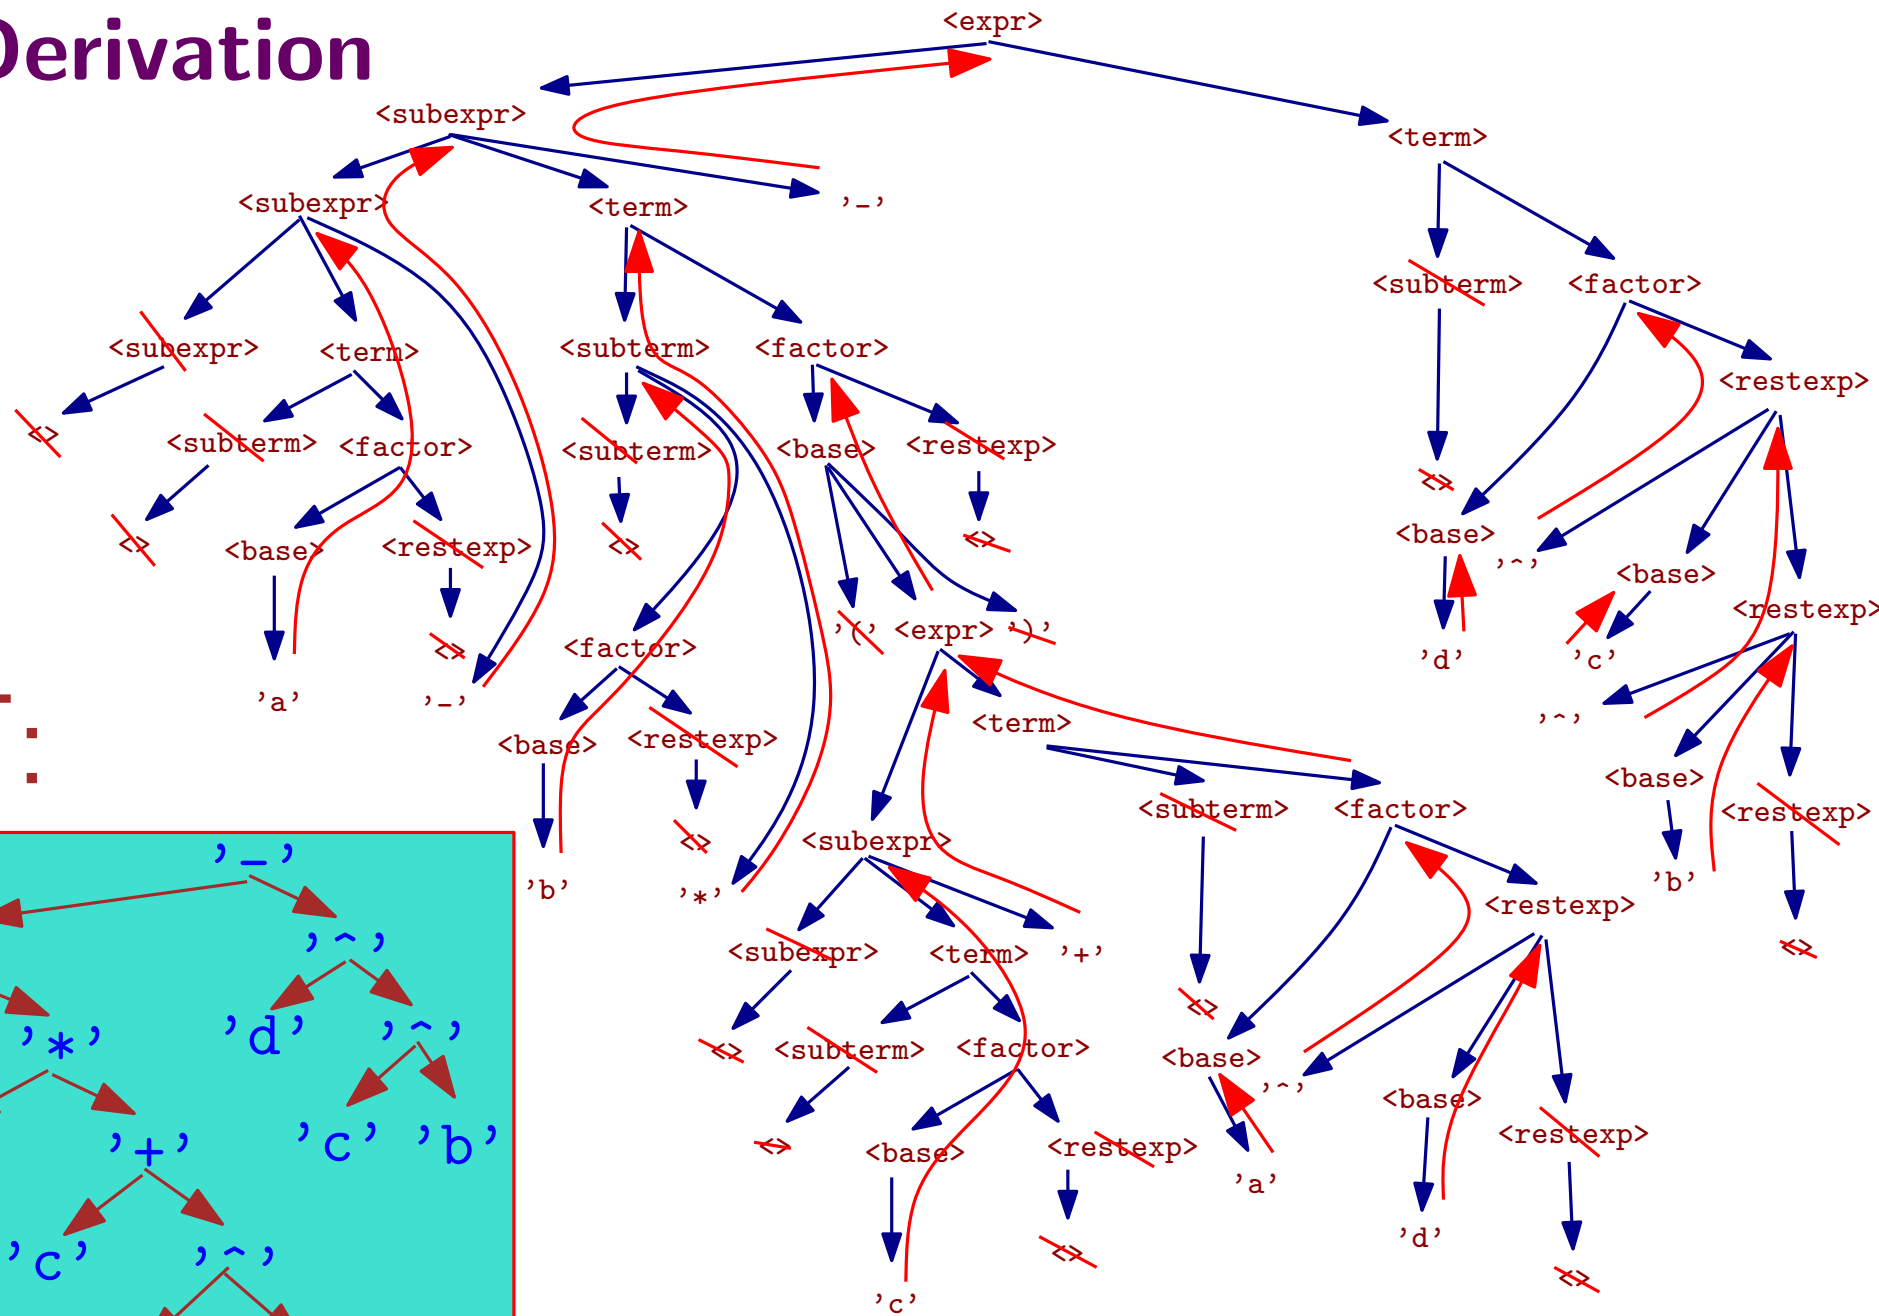 Derivation
<expr>
<subexpr>
<term>
<subexpr> <term> '-'
<subterm> <factor>
<subexpr> <term> <subterm> <factor>
<restexp>
<> <subterm> <factor> <subterm> <base> <restexp>
<>
<> <base> <restexp> <> <>
<base> '^' <base>
<restexp>
<> <factor> '(' <expr> ')' 'd' 'c'
'a' '-' <base> <restexp> <term> '^'
<base>
<subterm> <factor> <restexp>
<> <subexpr>
'b' '*' 'b'
<restexp>
<subexpr> <term> '+' <>
<>
<> <subterm> <factor> <base> '^'
<base>
<> <base> <restexp> <restexp>
'a'
<> 'd'
<>
'c'
'-'
'^'
'*' 'd' '^'
'+' 'c' 'b'
'c' '^'